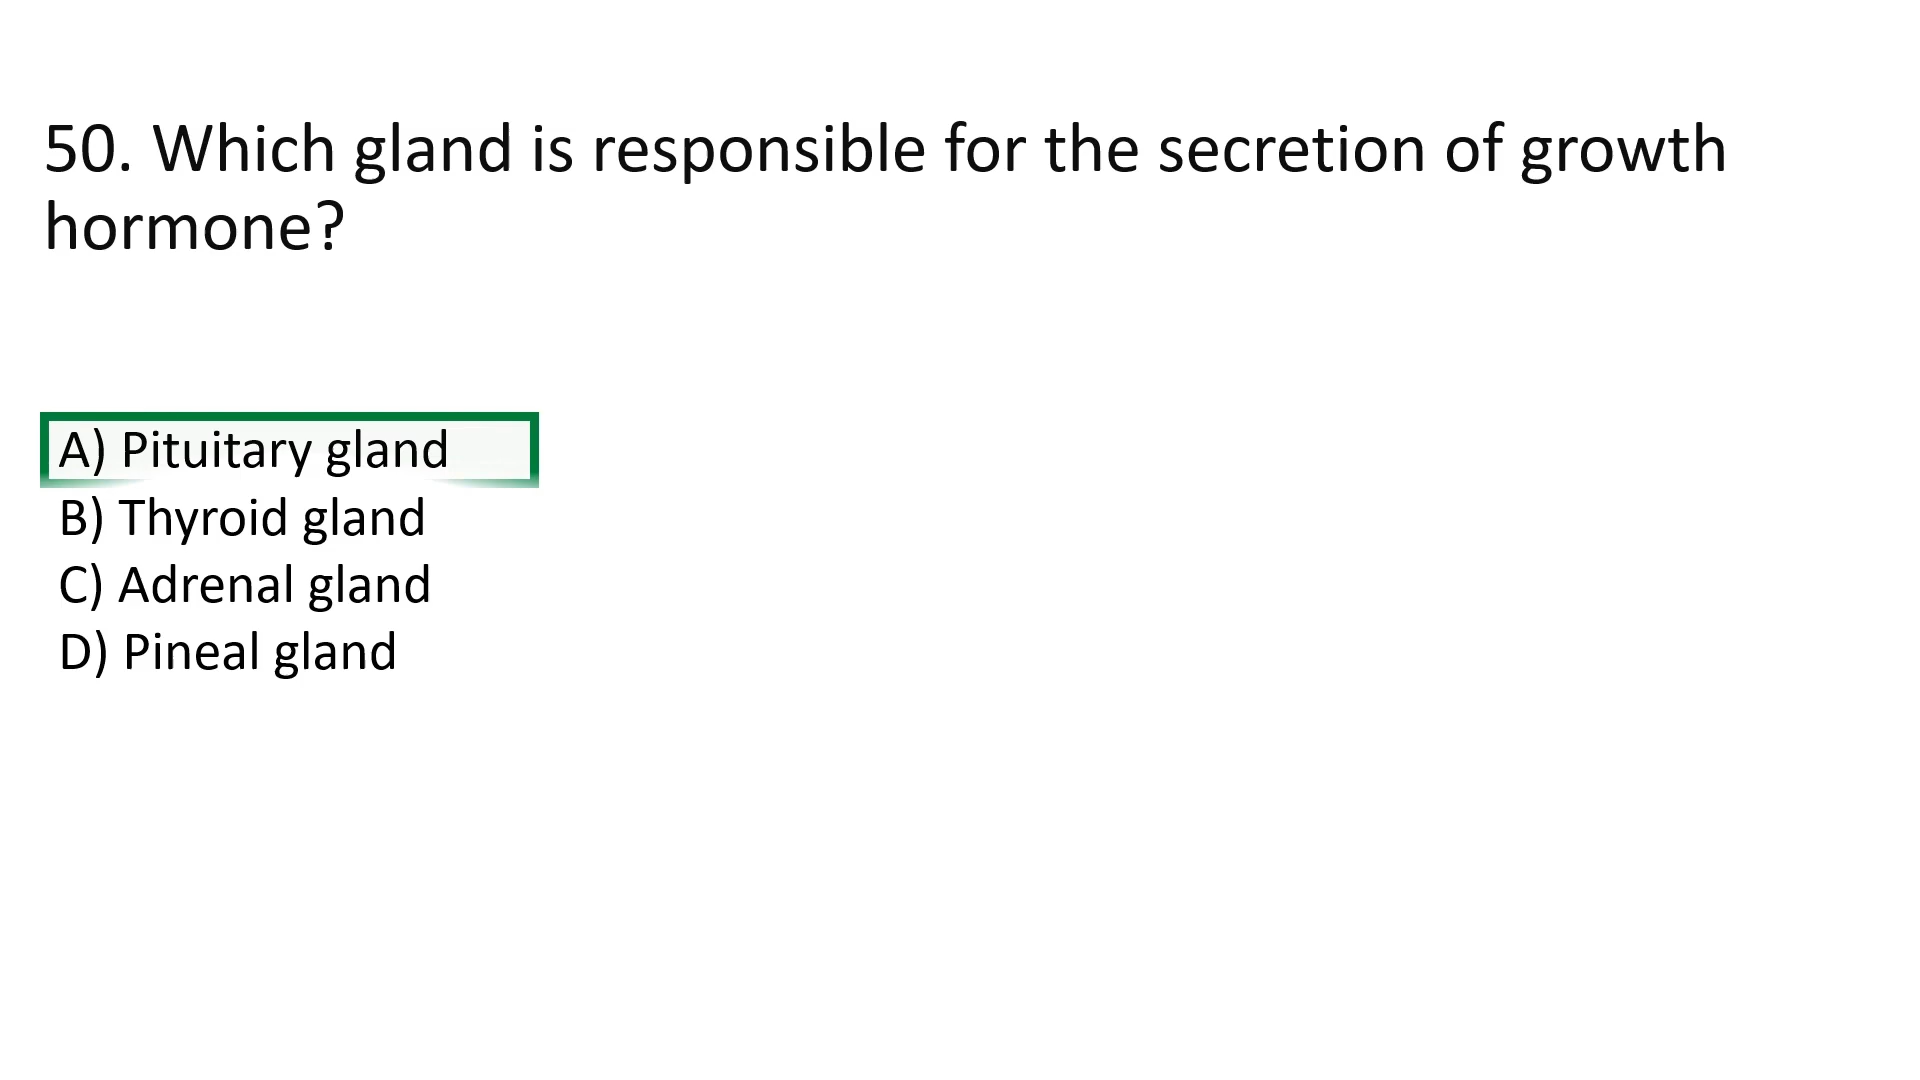 50. Which gland is responsible for the secretion of growth
hormone?
A) Pituitary gland
B) Thyroid gland
C) Adrenal gland
D) Pineal gland